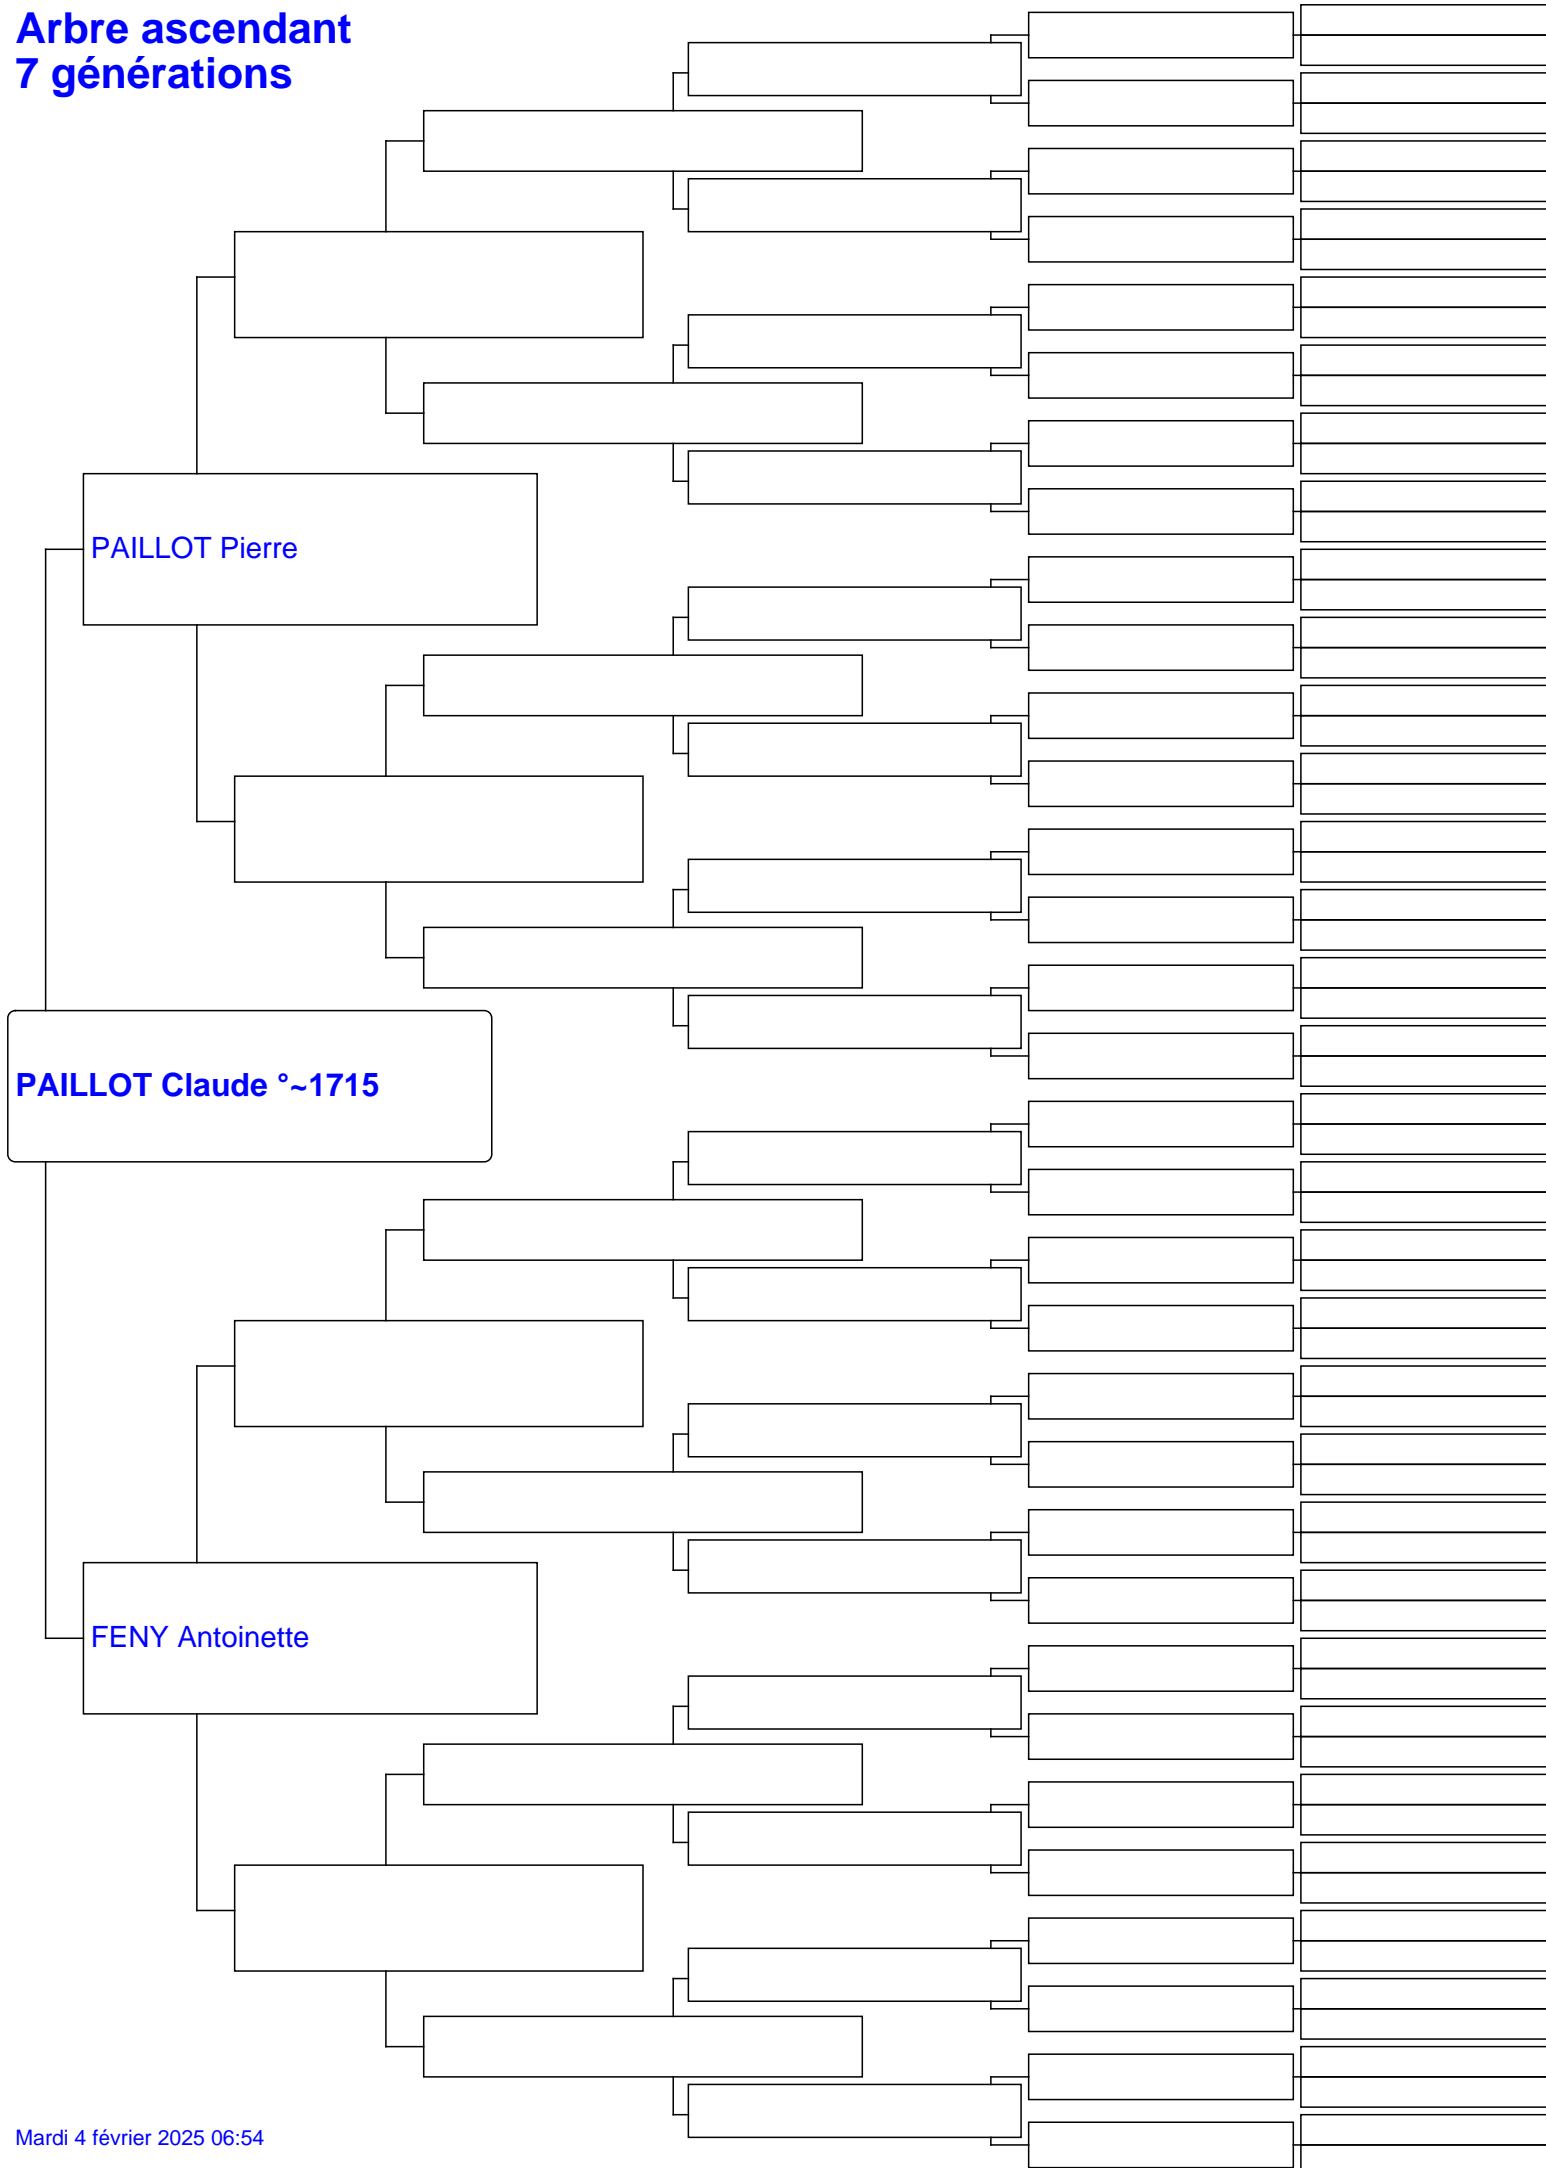 Arbre ascendant
7 générations
PAILLOT Pierre
PAILLOT Claude °~1715
FENY Antoinette
Mardi 4 février 2025 06:54